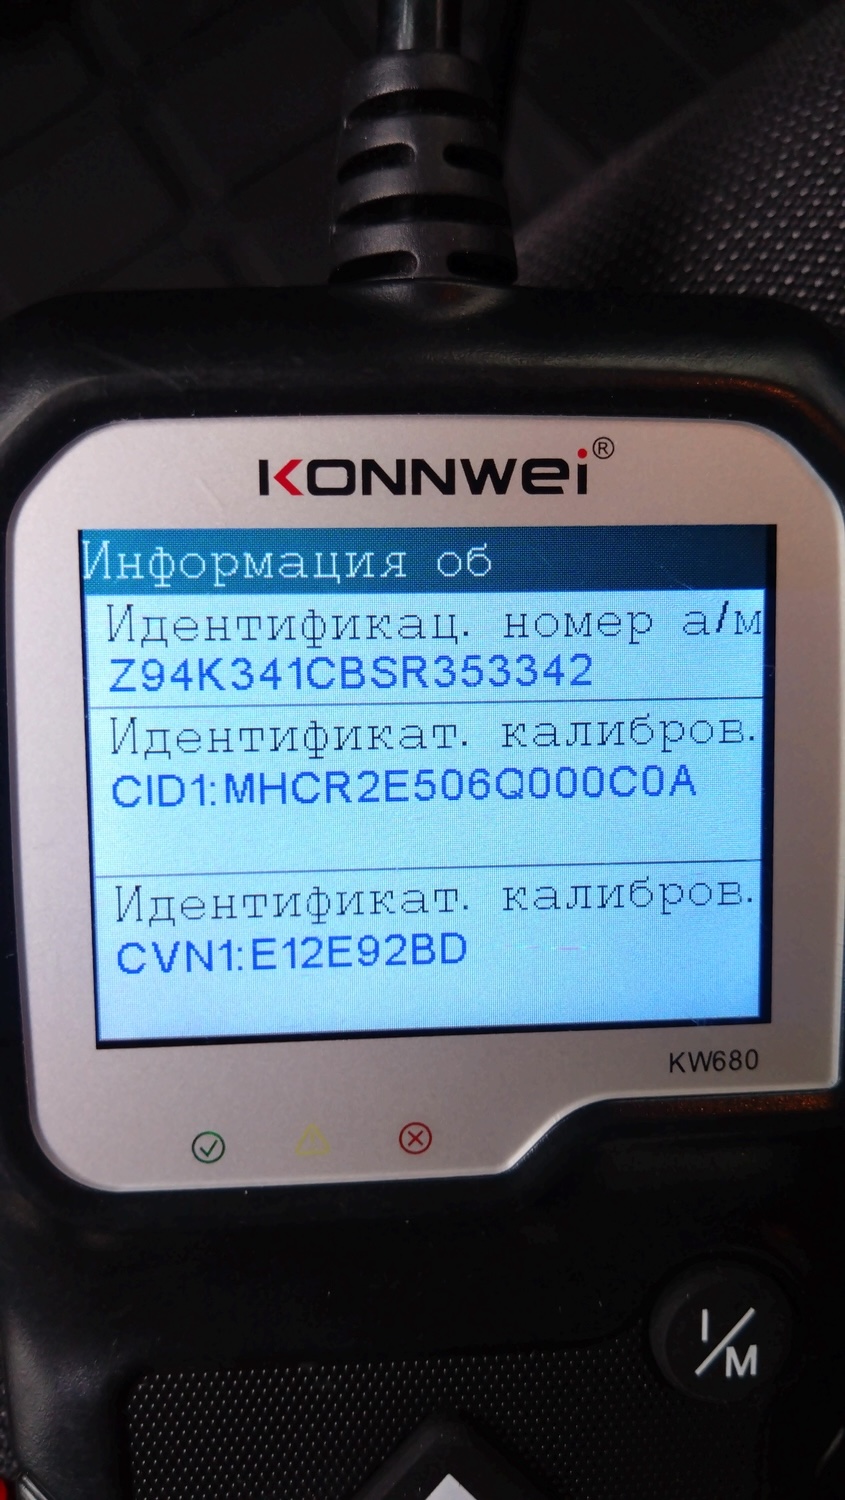 KONNWEI®
Информация об
Идентификац. номер а/м
Z94K341CBSR353342
Идентификат. калибров.
CID1:MHCR2E506Q000C0A
Идентификат. калибров.
CVN1:E12E92BD
KW680
I/M